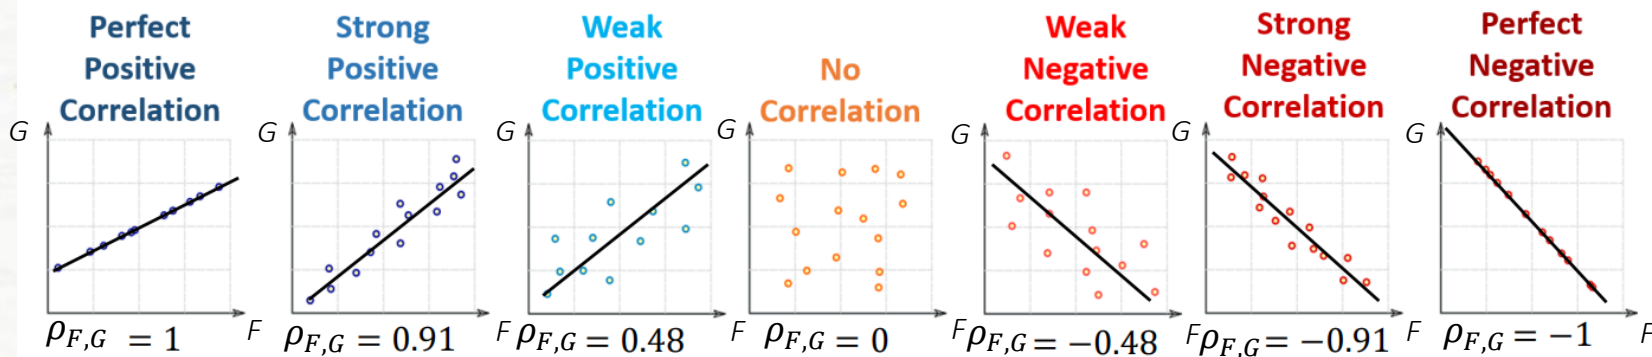 Perfect
Positive
Correlation
G
F
ρF,G = 1
Strong
Positive
Correlation
G
F
ρF,G = 0.91
Weak
Positive
Correlation
G
F
ρF,G = 0.48
No
Correlation
G
F
ρF,G = 0
Weak
Negative
Correlation
G
F
ρF,G = −0.48
Strong
Negative
Correlation
G
F
ρF,G = −0.91
Perfect
Negative
Correlation
G
F
ρF,G = −1